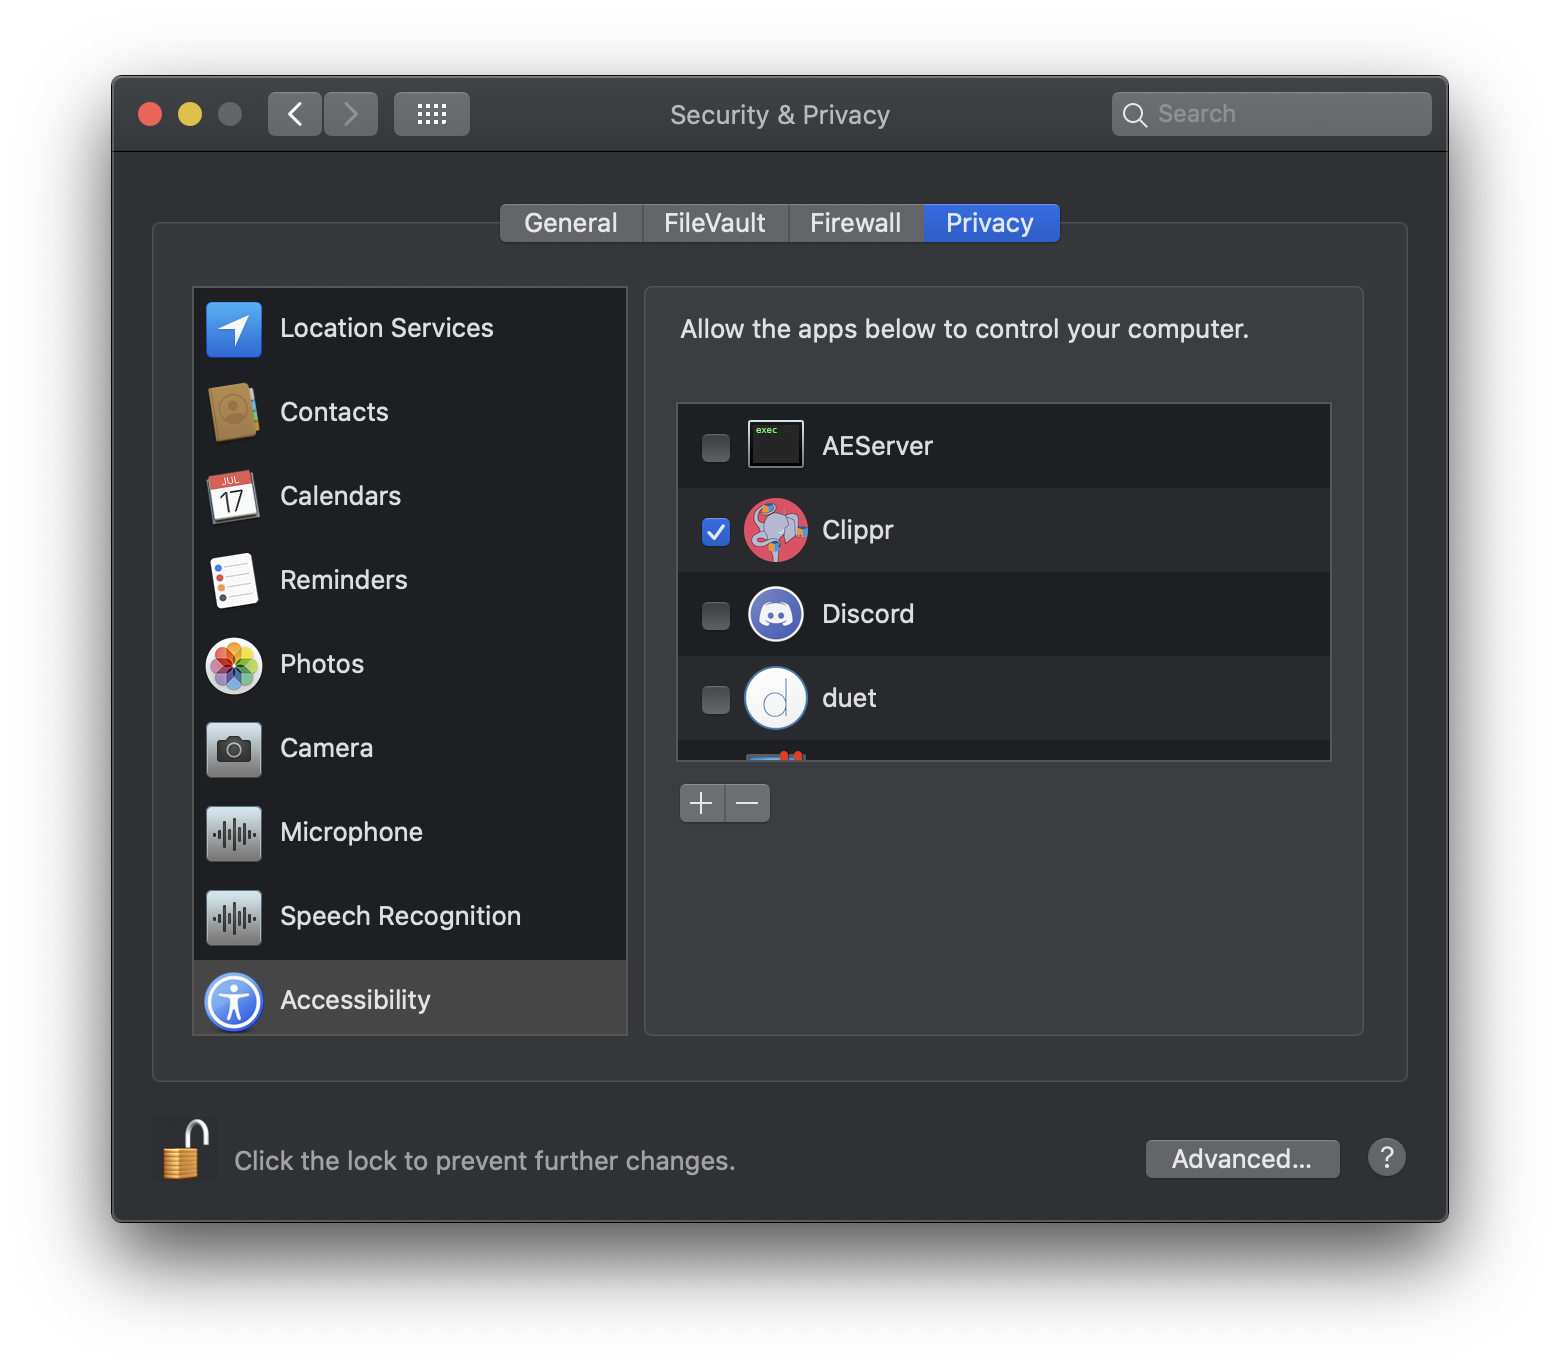 Security & Privacy
Search
General
FileVault
Firewall
Privacy
Location Services
Contacts
JUL
17
Calendars
Reminders
Photos
Camera
Microphone
Speech Recognition
Accessibility
Allow the apps below to control your computer.
exec
AEServer
Clippr
Discord
d
duet
Click the lock to prevent further changes.
Advanced...
?